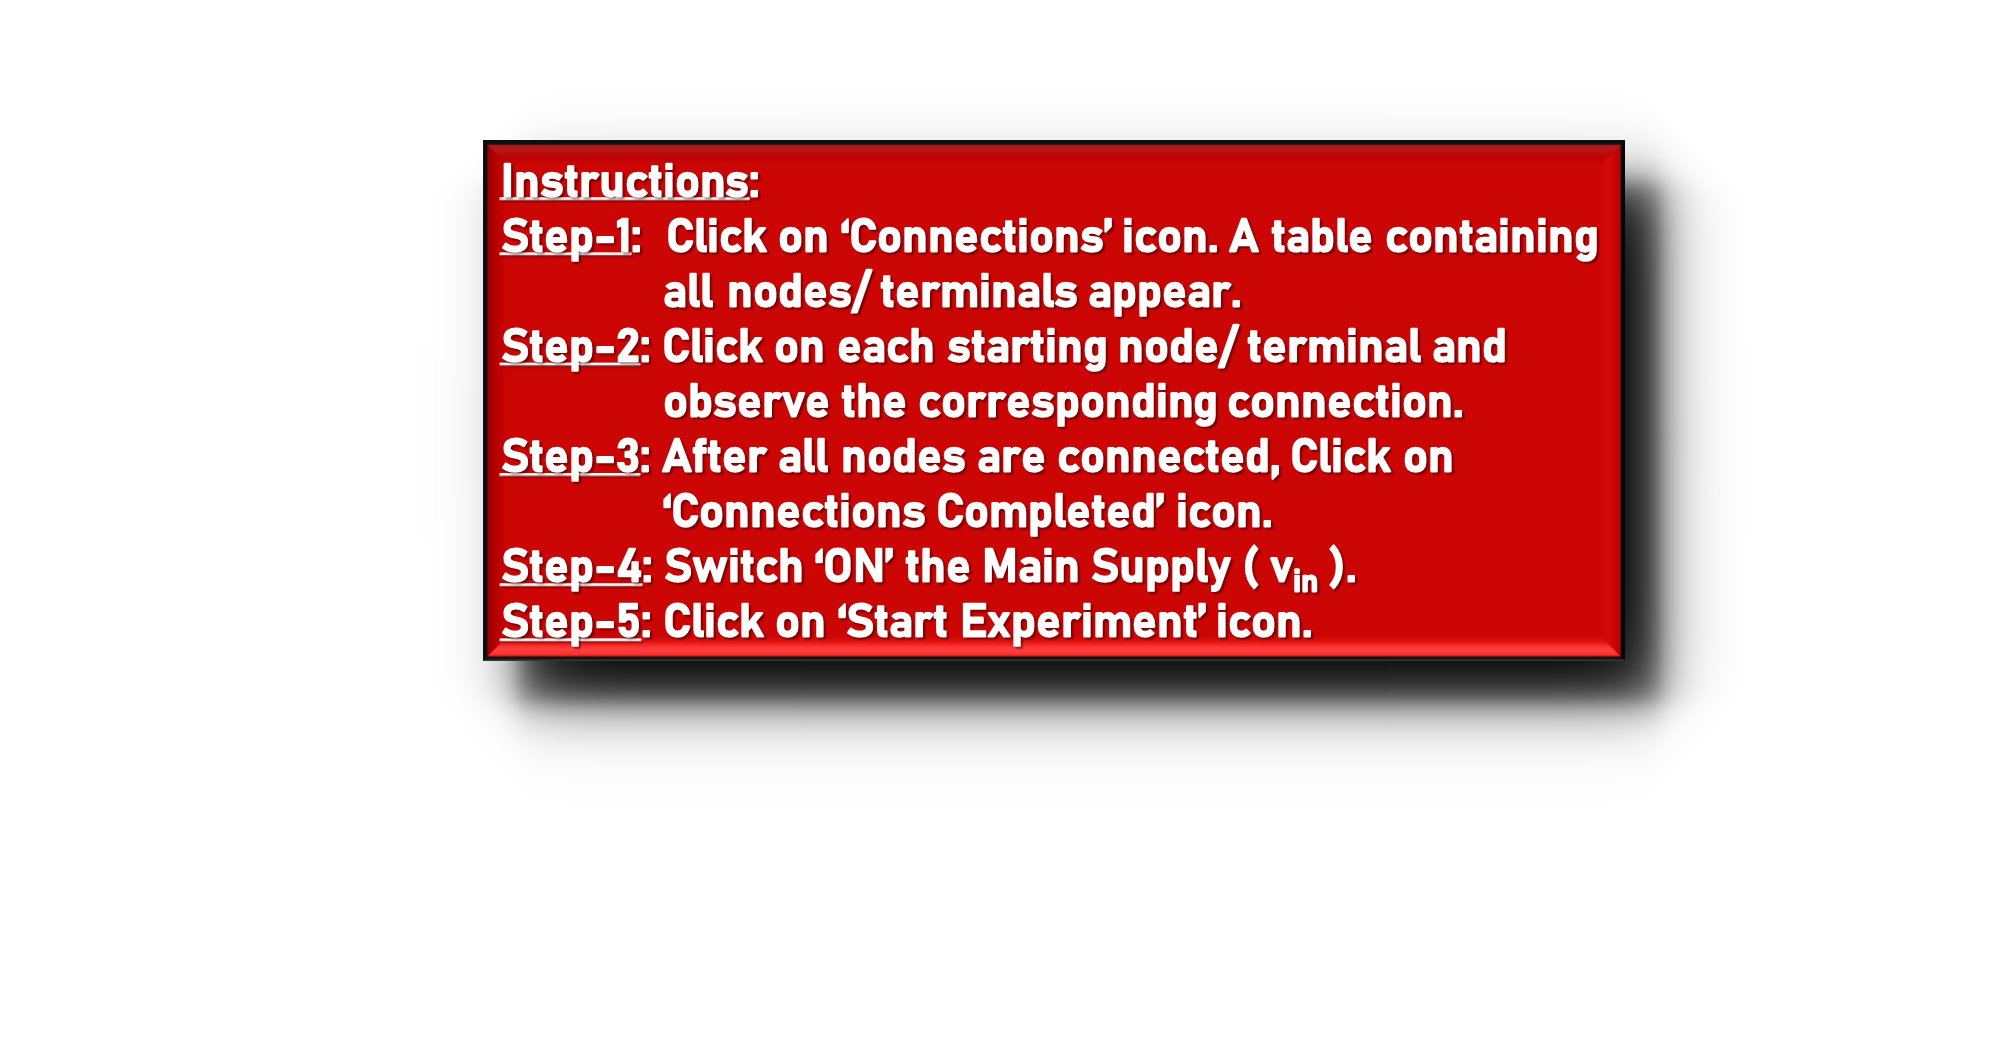 Instructions:
Step-1: Click on ‘Connections’ icon. A table containing
all nodes/ terminals appear.
Step-2: Click on each starting node/ terminal and
observe the corresponding connection.
Step-3: After all nodes are connected, Click on
‘Connections Completed’ icon.
Step-4: Switch ‘ON’ the Main Supply ( vin ).
Step-5: Click on ‘Start Experiment’ icon.